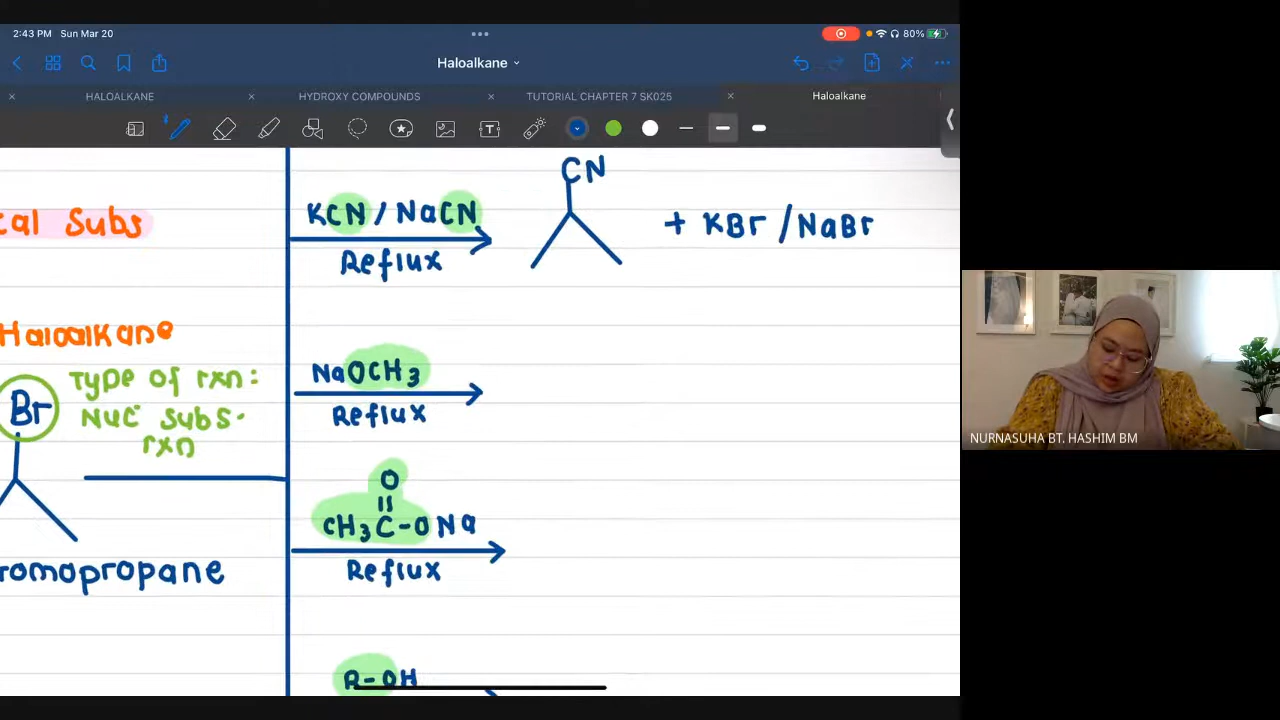 2:43 PM Sun Mar 20
80%
Haloalkane
HALOALKANE
HYDROXY COMPOUNDS
TUTORIAL CHAPTER 7 SK025
Haloalkane
CN
cal Subs
KCN / NaCN
+ KBr / NaBr
Reflux
Haloalkane
Type of rxn:
NaOCH3
Br
NUC subs.
Reflux
rxn
O
CH3C-ONa
Reflux
romopropane
R-OH
NURNASUHA BT. HASHIM BM